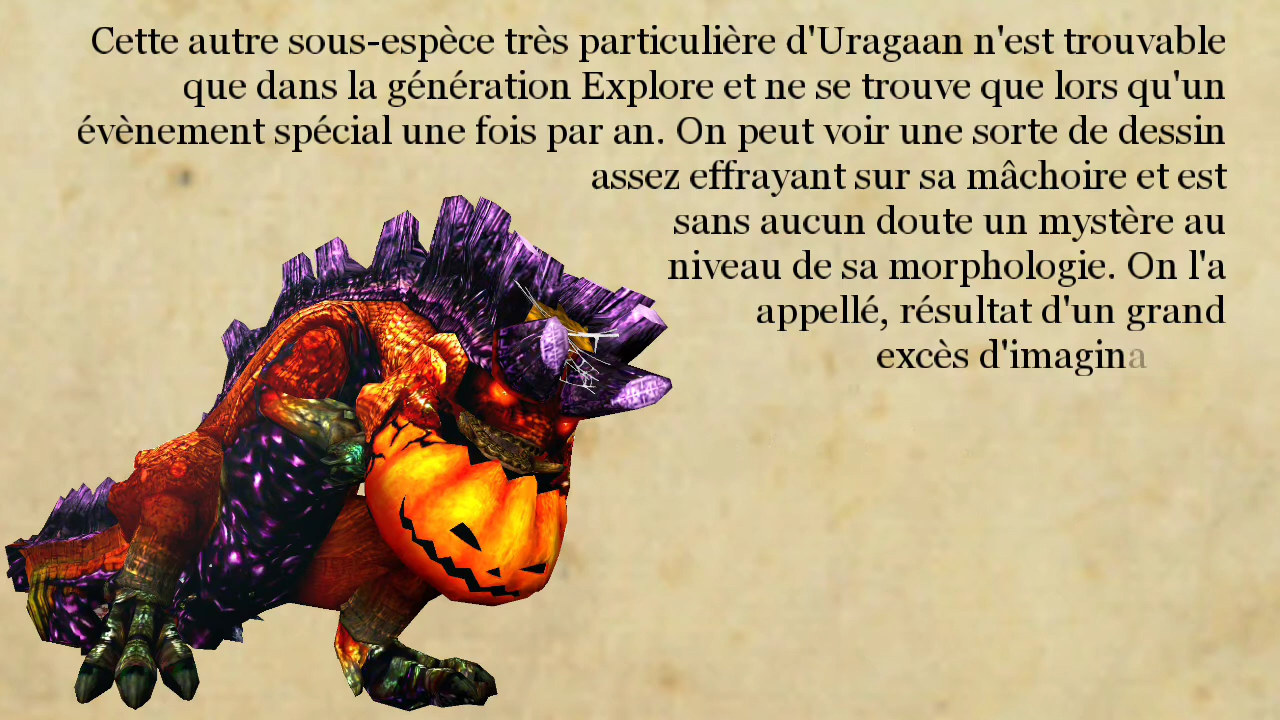 Cette autre sous-espèce très particulière d'Uragaan n'est trouvable
que dans la génération Explore et ne se trouve que lors qu'un
évènement spécial une fois par an. On peut voir une sorte de dessin
assez effrayant sur sa mâchoire et est
sans aucun doute un mystère au
niveau de sa morphologie. On l'a
appellé, résultat d'un grand
excès d'imagina